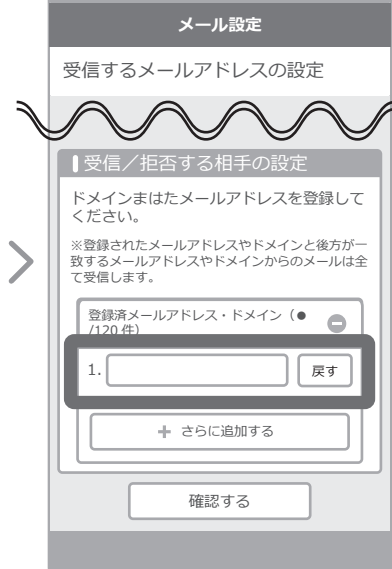 メール設定
受信するメールアドレスの設定
受信／拒否する相手の設定
ドメインまはたメールアドレスを登録して
ください。
※登録されたメールアドレスやドメインと後方が一
致するメールアドレスやドメインからのメールは全
て受信します。
登録済メールアドレス・ドメイン（●
/120 件）
1. 戻す
＋ さらに追加する
確認する